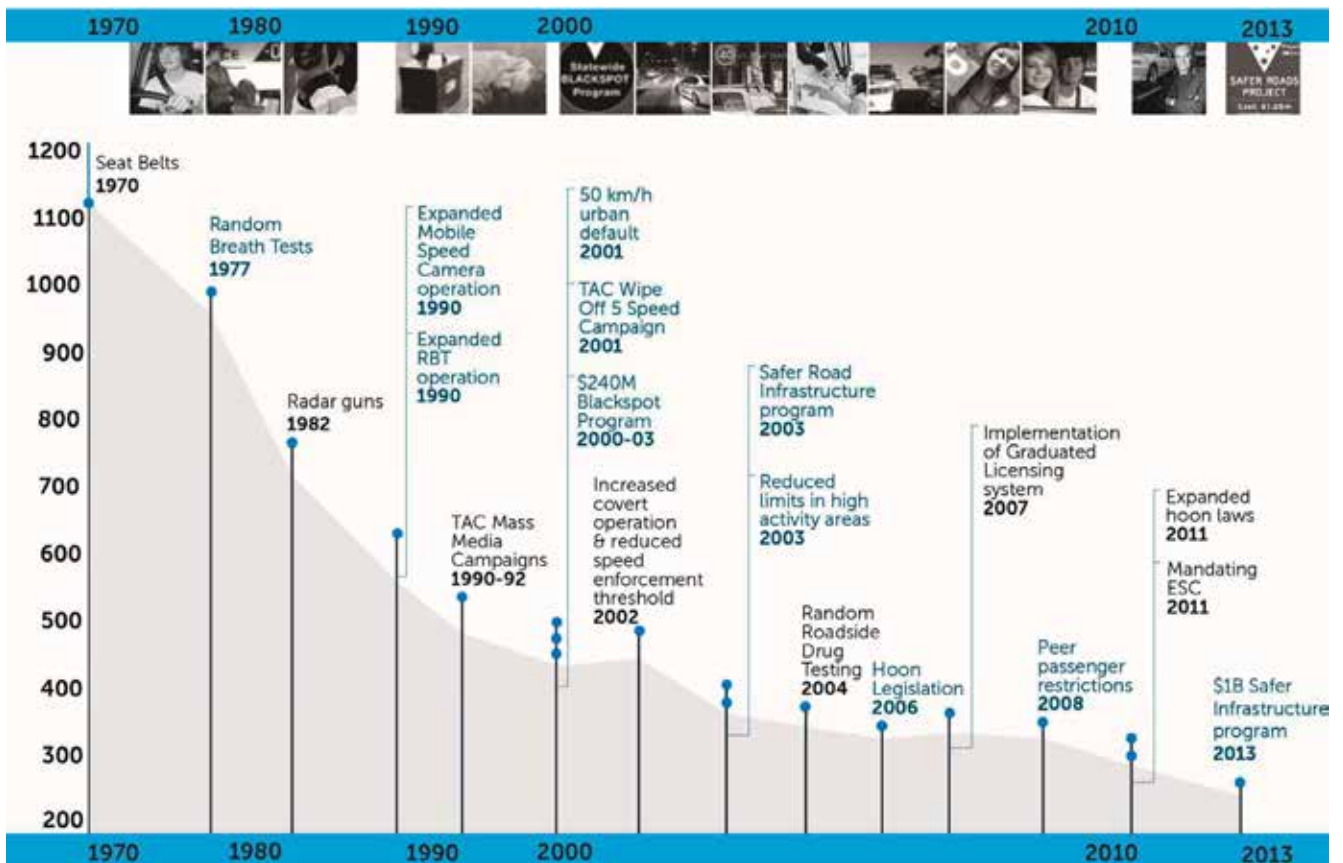 1970 1980 1990 2000 2010 2013
Statewide
BLACKSPOT
Program
40
SAFER ROADS
PROJECT
1200
1100
1000
900
800
700
600
500
400
300
200
Seat Belts
1970
Random
Breath Tests
1977
Radar guns
1982
Expanded
Mobile
Speed
Camera
operation
1990
Expanded
RBT
operation
1990
TAC Mass
Media
Campaigns
1990-92
50 km/h
urban
default
2001
TAC Wipe
Off 5 Speed
Campaign
2001
$240M
Blackspot
Program
2000-03
Increased
covert
operation
& reduced
speed
enforcement
threshold
2002
Safer Road
Infrastructure
program
2003
Reduced
limits in high
activity areas
2003
Random
Roadside
Drug
Testing
2004
Hoon
Legislation
2006
Implementation
of Graduated
Licensing
system
2007
Peer
passenger
restrictions
2008
Expanded
hoon laws
2011
Mandating
ESC
2011
$1B Safer
Infrastructure
program
2013
1970 1980 1990 2000 2010 2013